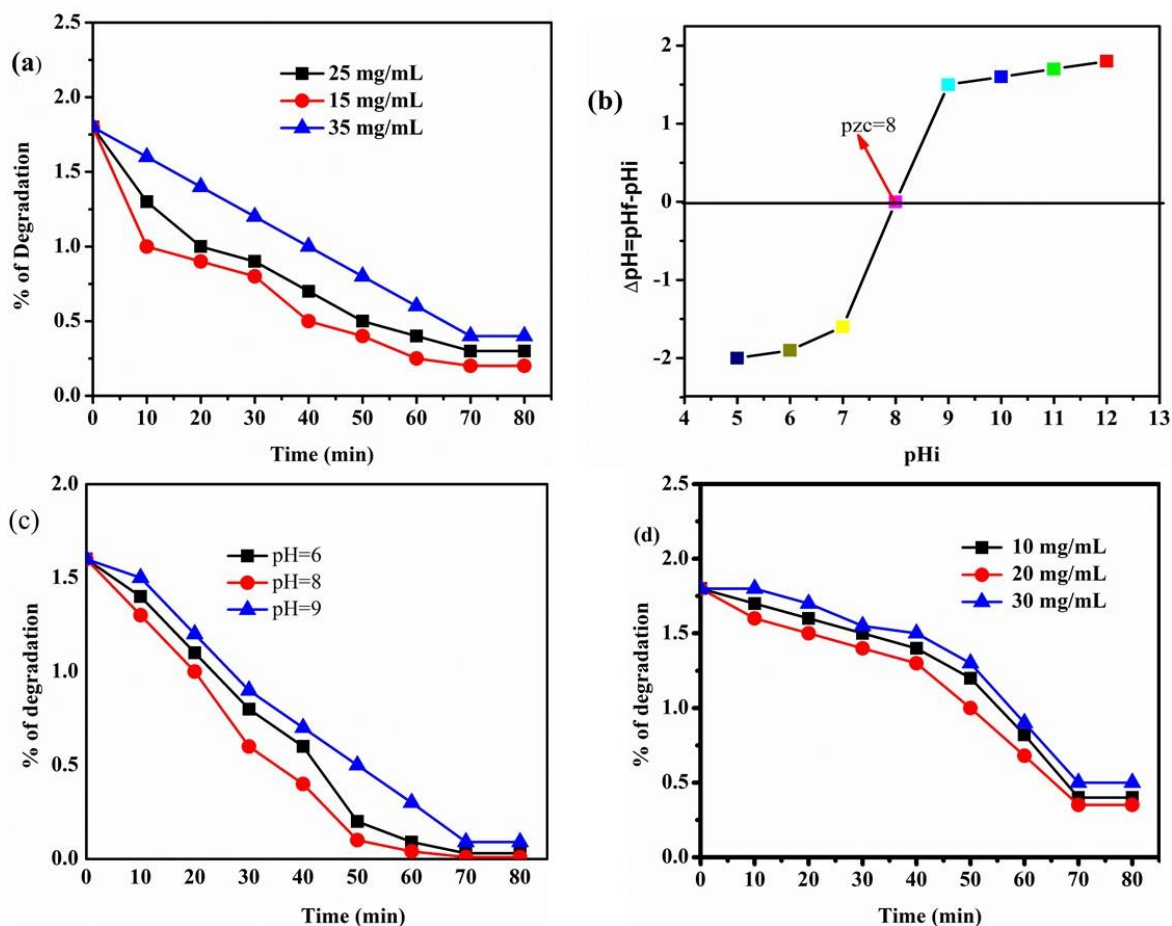 (a)
2.5
2.0
1.5
1.0
0.5
0.0
% of Degradation
25 mg/mL
15 mg/mL
35 mg/mL
0 10 20 30 40 50 60 70 80
Time (min)
(b)
2
1
0
-1
-2
ΔpH=pHf-pHi
pzc=8
4 5 6 7 8 9 10 11 12 13
pHi
(c)
2.0
1.5
1.0
0.5
0.0
% of degradation
pH=6
pH=8
pH=9
0 10 20 30 40 50 60 70 80
Time (min)
(d)
2.5
2.0
1.5
1.0
0.5
0.0
% of degradation
10 mg/mL
20 mg/mL
30 mg/mL
0 10 20 30 40 50 60 70 80
Time (min)